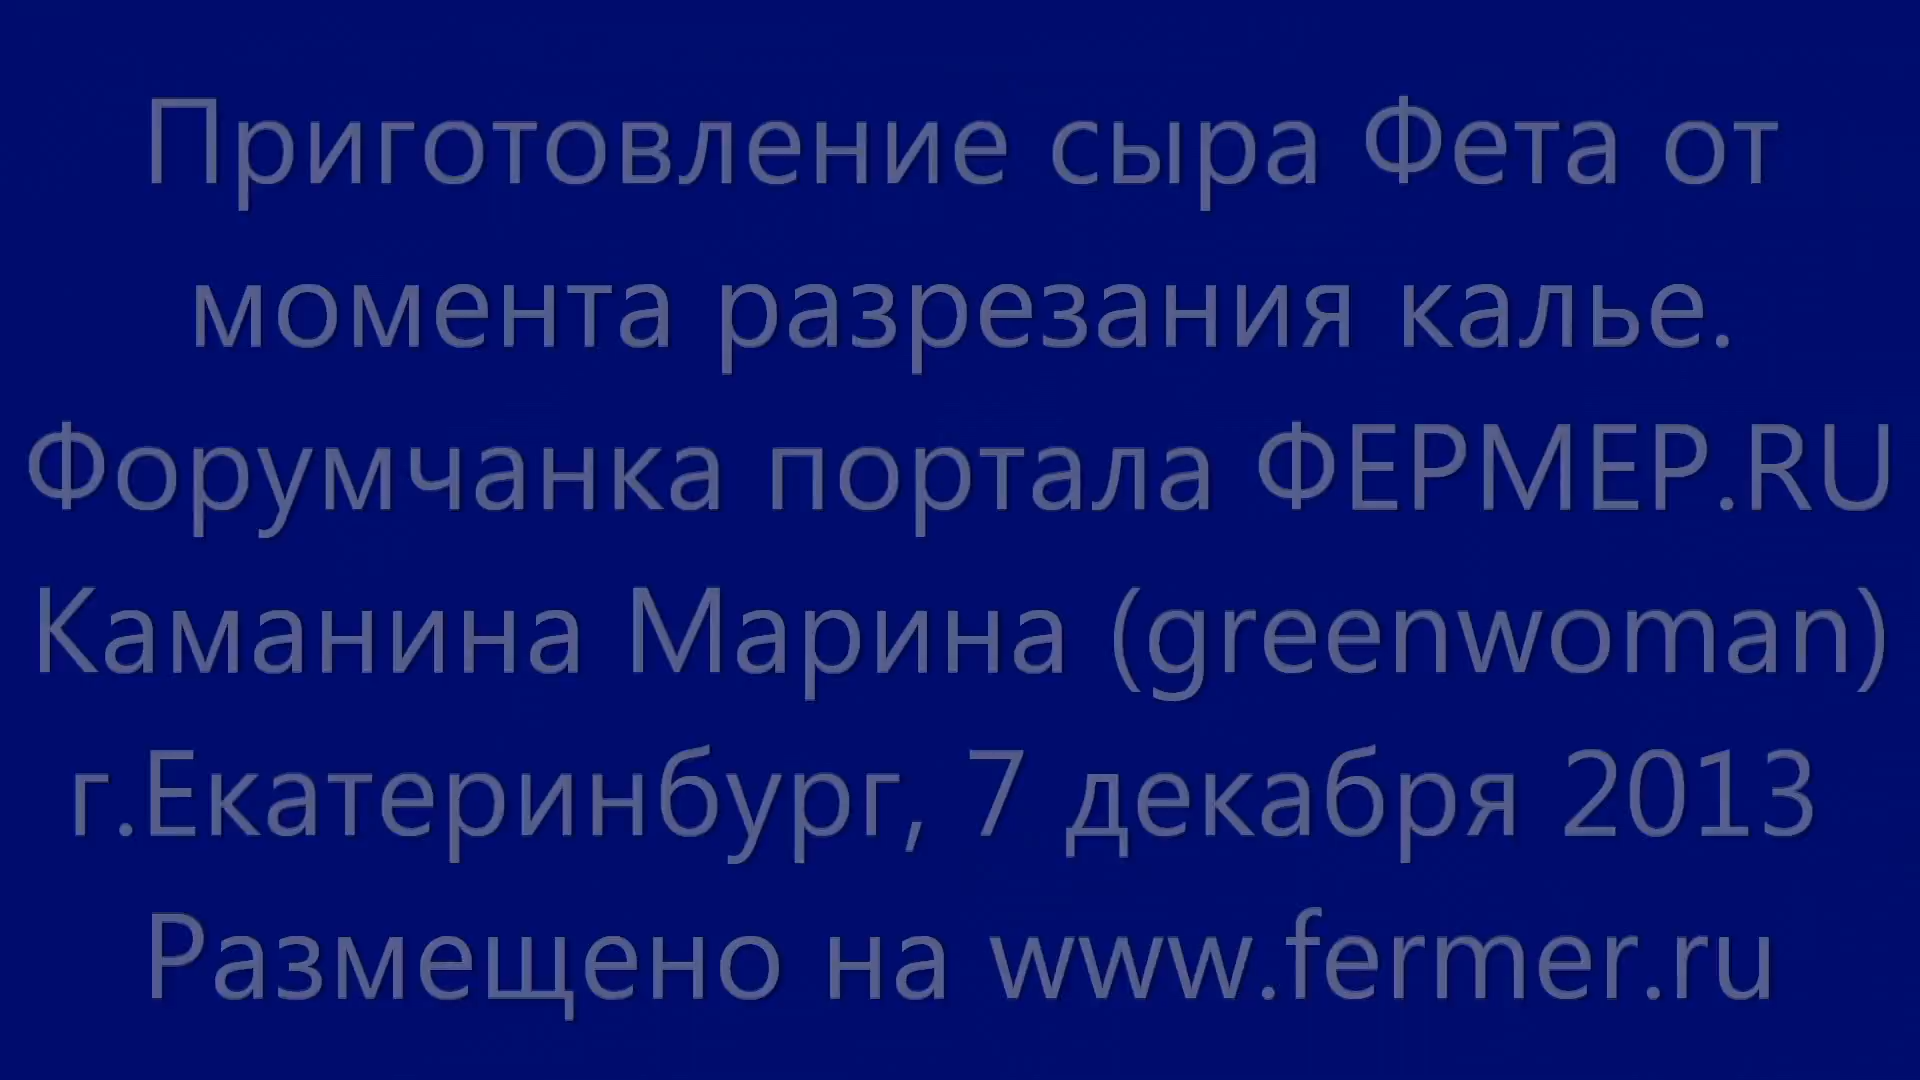 Приготовление сыра Фета от
момента разрезания калье.
Форумчанка портала ФЕРМЕР.RU
Каманина Марина (greenwoman)
г.Екатеринбург, 7 декабря 2013
Размещено на www.fermer.ru